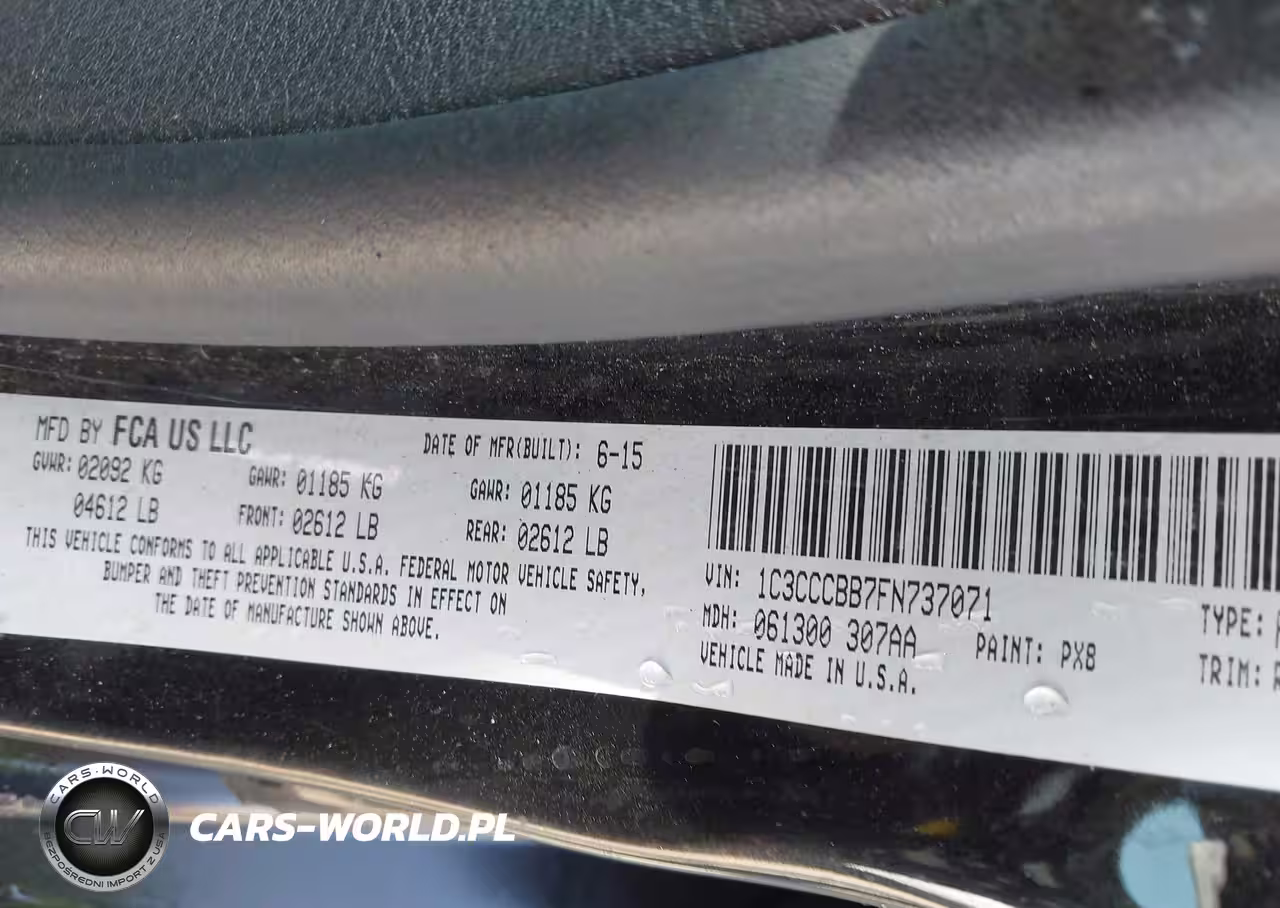 MFD BY FCA US LLC
DATE OF MFR(BUILT): 6-15
GVWR: 02092 KG
04612 LB
GAWR: 01185 KG
FRONT: 02612 LB
GAWR: 01185 KG
REAR: 02612 LB
THIS VEHICLE CONFORMS TO ALL APPLICABLE U.S.A. FEDERAL MOTOR VEHICLE SAFETY,
BUMPER AND THEFT PREVENTION STANDARDS IN EFFECT ON
THE DATE OF MANUFACTURE SHOWN ABOVE.
VIN: 1C3CCCBB7FN737071
MDH: 061300 307AA
PAINT: PX8
VEHICLE MADE IN U.S.A.
TYPE:
TRIM:
CARS-WORLD
CW
BEZPOŚREDNI IMPORT Z USA
CARS-WORLD.PL